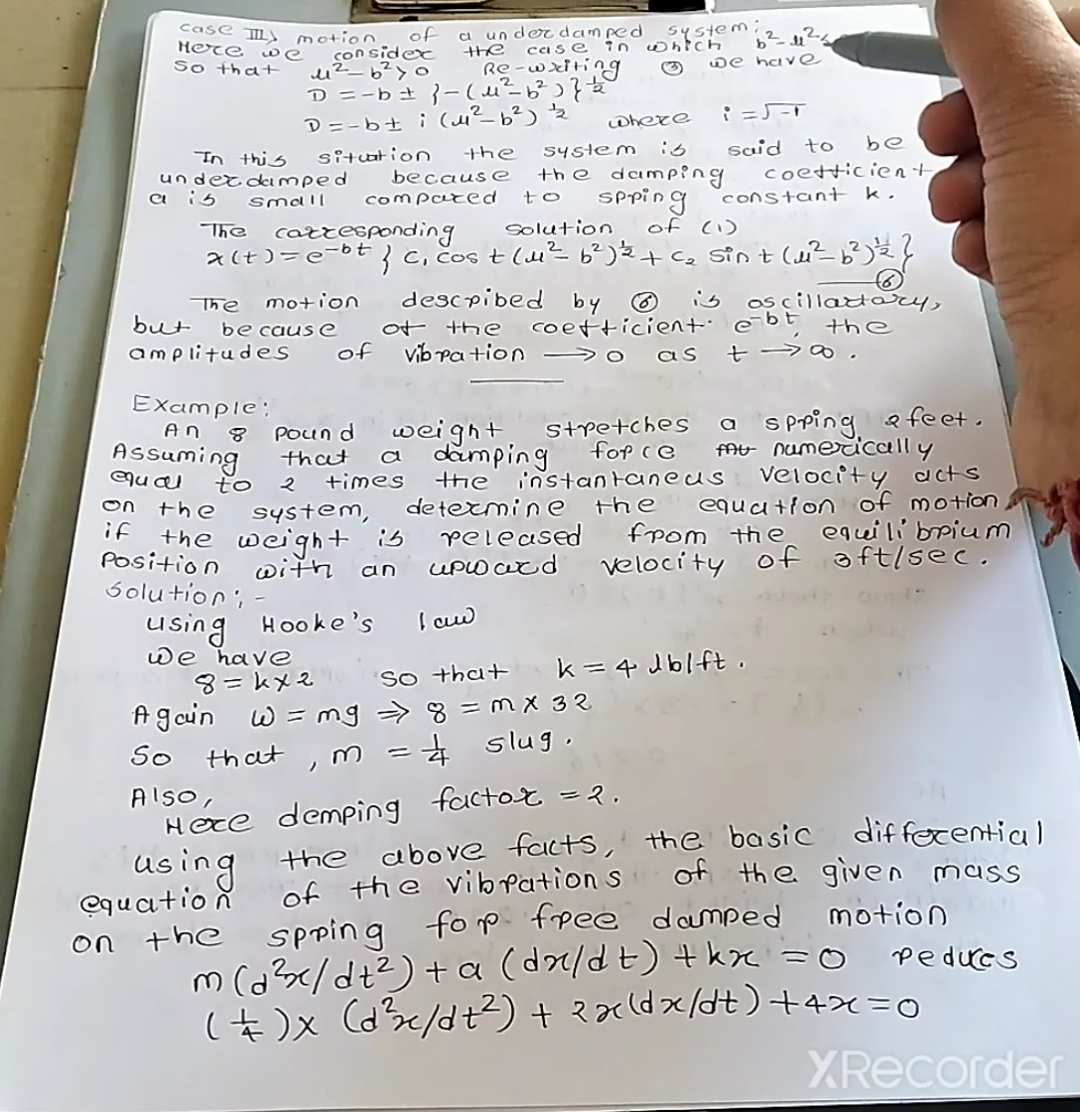 case III) motion of a underdamped system:
Here we consider the case in which b²-μ²<
So that μ²-b²>0 Re-writing ③ we have
D = -b ± {-(μ²-b²)}^½
D = -b ± i (μ²-b²)^½ where i = √-1
In this situation the system is said to be
underdamped because the damping coefficient
a is small compared to spring constant k.
The corresponding solution of (1)
x(t) = e^-bt { c₁ cos t (μ²-b²)^½ + c₂ sin t (μ²-b²)^½ }
⑥
The motion described by ⑥ is oscillartory,
but because of the coefficient e^-bt, the
amplitudes of vibration → 0 as t → ∞.
Example:
An 8 pound weight stretches a spring 2 feet.
Assuming that a damping force numerically
equal to 2 times the instantaneus velocity acts
on the system, determine the equation of motion
if the weight is released from the equilibrium
Position with an upward velocity of 3ft/sec.
Solution:-
using Hooke's law
we have
8 = k×2 so that k = 4 lb/ft.
Again w = mg ⇒ 8 = m × 32
So that, m = 1/4 slug.
Also,
Here demping factor = 2.
using the above facts, the basic differential
equation of the vibrations of the given mass
on the spring for free damped motion
m(d²x/dt²) + a (dx/dt) + kx = 0 reduces
(1/4)× (d²x/dt²) + 2x(dx/dt) + 4x = 0
XRecorder